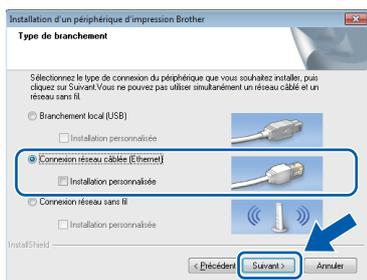 Installation d'un périphérique d'impression Brother
Type de branchement
Sélectionnez le type de connexion du périphérique que vous souhaitez installer, puis
cliquez sur Suivant.Vous ne pouvez pas utiliser simultanément un réseau câblé et un
réseau sans fil.
Branchement local (USB)
Installation personnalisée
Connexion réseau câblée (Ethernet)
Installation personnalisée
Connexion réseau sans fil
Installation personnalisée
InstallShield
< Précédent
Suivant >
Annuler